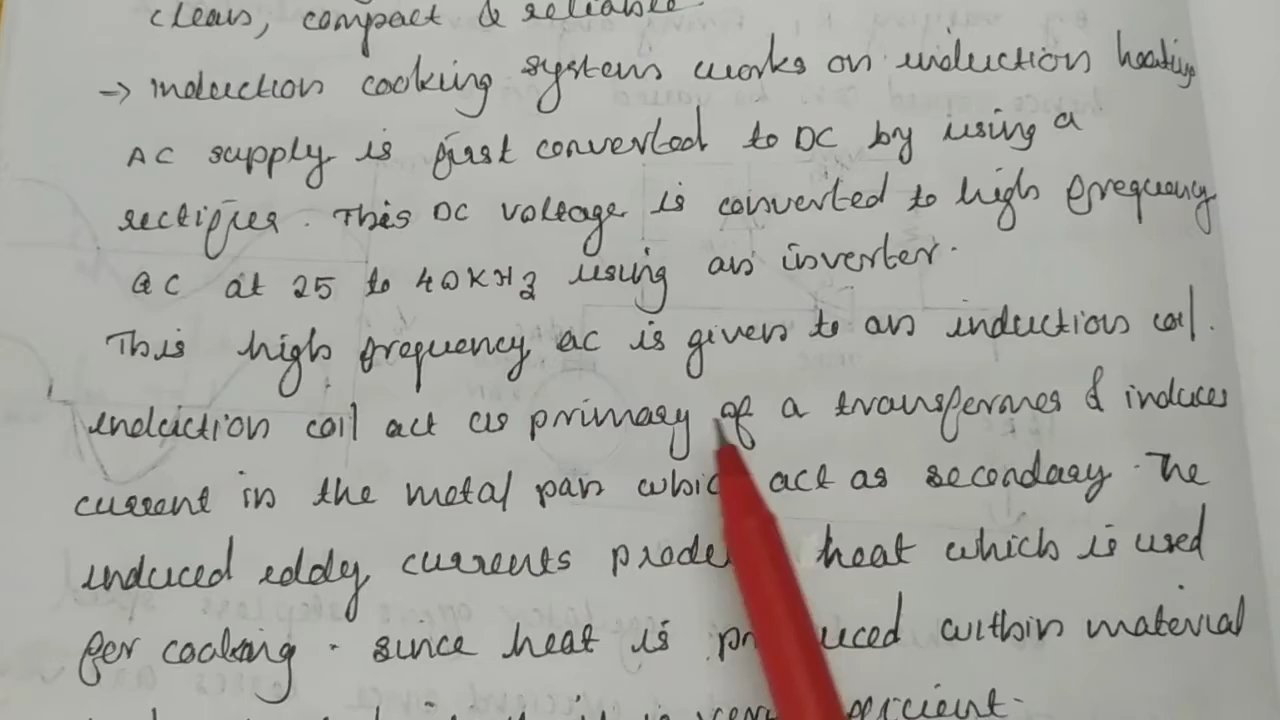 clean, compact & reliable
→ induction cooking system works on induction heating
AC supply is first converted to DC by using a
rectifier. This DC voltage is converted to high frequency
ac at 25 to 40KHz using an inverter.
This high frequency ac is given to an induction coil.
induction coil act as primary of a transformer & induces
current in the metal pan which act as secondary. The
induced eddy currents produce heat which is used
for cooking. since heat is produced within material
it is very efficient.